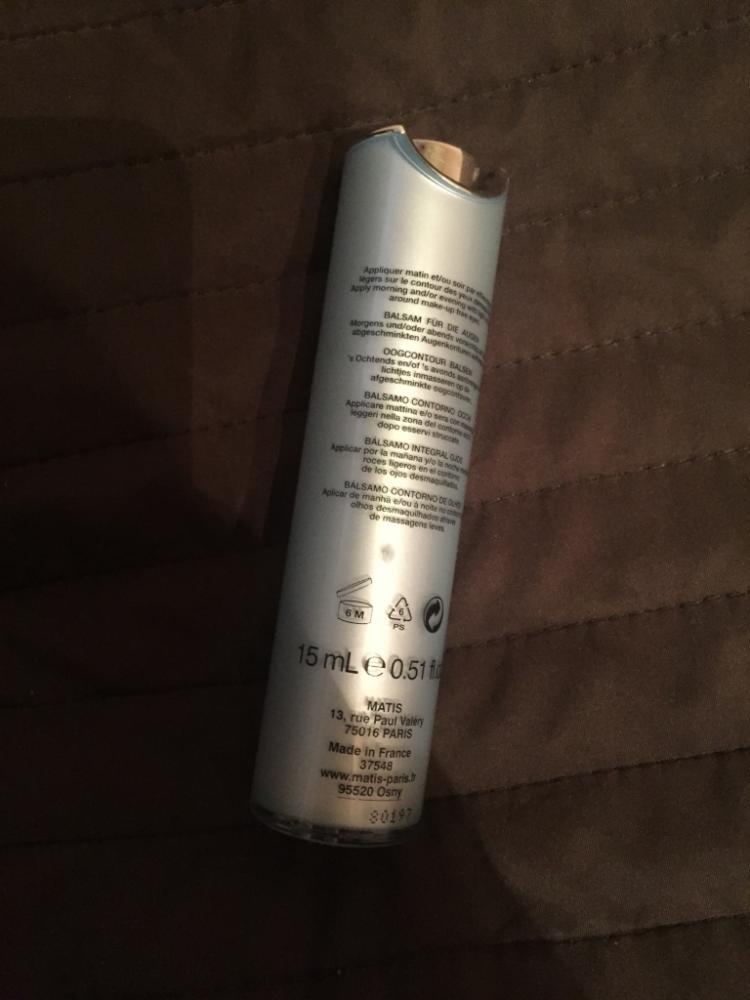 Appliquer matin et/ou soir par
légers sur le contour des yeux
Apply morning and/or evening with
around make-up free eyes.
BALSAM FÜR DIE AUGEN
Morgens und/oder abends
abgeschminkten Augenkonturen
OOGCONTOUR BALSEM
's Ochtends en/of 's avonds
lichtjes inmasseren op de
afgeschminkte oogcontouren.
BALSAMO CONTORNO OCCHI
Applicare mattina e/o sera con
leggeri nella zona del contorno
dopo esservi struccate.
BÁLSAMO INTEGRAL OJOS
Applicar por la mañana y/o la noche
roces ligeros en el contorno
de los ojos desmaquillados.
BÁLSAMO CONTORNO DE OLHOS
Aplicar de manhã e/ou à noite no
olhos desmaquilhados através
de massagens leves.
6 M
6
PS
15 mL e 0.51 fl.
MATIS
13, rue Paul Valéry
75016 PARIS
Made in France
37548
www.matis-paris.fr
95520 Osny
80197